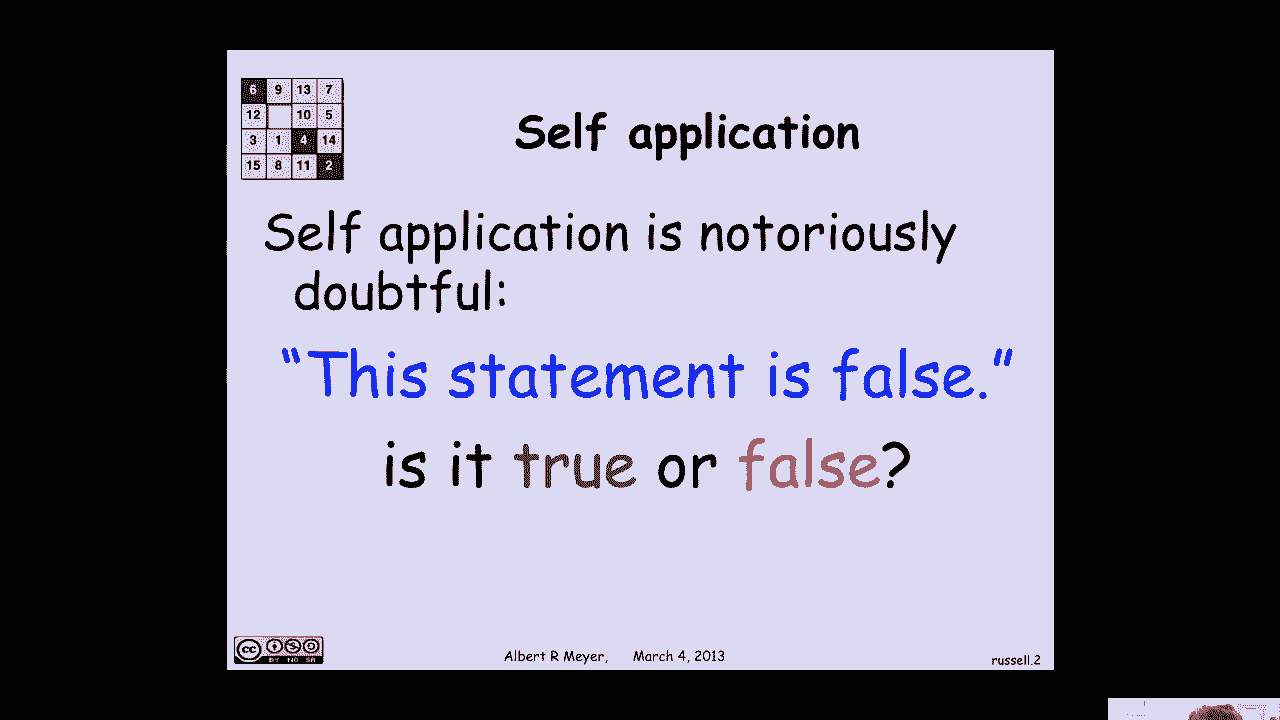 6 9 13 7
12 10 5
3 1 4 14
15 8 11 2
Self application
Self application is notoriously
doubtful:
“This statement is false.”
is it true or false?
cc
BY NC SA
Albert R Meyer, March 4, 2013
russell.2